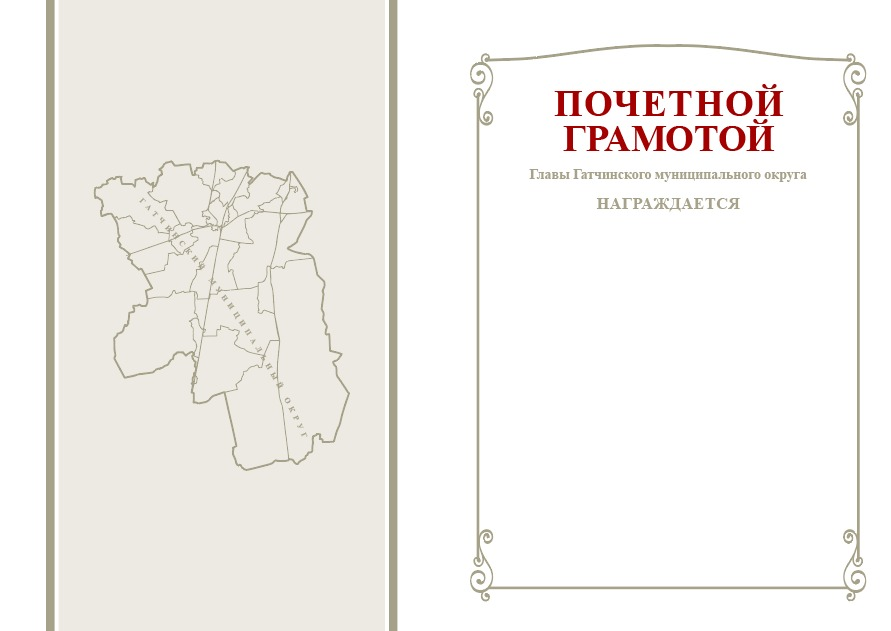 ГАТЧИНСКИЙ МУНИЦИПАЛЬНЫЙ ОКРУГ
ПОЧЕТНОЙ
ГРАМОТОЙ
Главы Гатчинского муниципального округа
НАГРАЖДАЕТСЯ